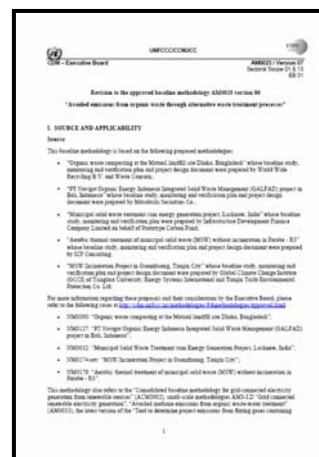 UNFCCC/CCNUCC
CDM – Executive Board
AM0025 / Version 07
Sectoral Scope: 01 & 13
EB 31
Revision to the approved baseline methodology AM0025 version 06
“Avoided emissions from organic waste through alternative waste treatment processes”
I. SOURCE AND APPLICABILITY
Source
This baseline methodology is based on the following proposed methodologies:
• “Organic waste composting at the Matuail landfill site Dhaka, Bangladesh” whose baseline study,
monitoring and verification plan and project design document were prepared by World Wide
Recycling B.V. and Waste Concern;
• “PT Navigat Organic Energy Indonesia Integrated Solid Waste Management (GALFAD) project in
Bali, Indonesia” whose baseline study, monitoring and verification plan and project design
document were prepared by Mitsubishi Securities Co.;
• “Municipal solid waste treatment cum energy generation project, Lucknow, India” whose baseline
study, monitoring and verification plan were prepared by Infrastructure Development Finance
Company Limited on behalf of Prototype Carbon Fund.
• “Aerobic thermal treatment of municipal solid waste (MSW) without incineration in Parobé - RS”
whose baseline study, monitoring and verification plan and project design document were prepared
by ICF Consulting;
• “MSW Incineration Project in Guanzhuang, Tianjin City” whose baseline study, monitoring and
verification plan and project design document were prepared by Global Climate Change Institute
(GCCI) of Tsinghua University, Energy Systems International and Tianjin Taida Environmental
Protection Co. Ltd.
For more information regarding these proposals and their consideration by the Executive Board, please
refer to the following cases at http://cdm.unfccc.int/methodologies/PAmethodologies/approved.html
• NM0090: “Organic waste composting at the Matuail landfill site Dhaka, Bangladesh”;
• NM0127: “PT Navigat Organic Energy Indonesia Integrated Solid Waste Management (GALFAD)
project in Bali, Indonesia”;
• NM0032: “Municipal Solid Waste Treatment cum Energy Generation Project, Lucknow, India”;
• NM0174-rev: “MSW Incineration Project in Guanzhuang, Tianjin City”;
• NM0178: “Aerobic thermal treatment of municipal solid waste (MSW) without incineration in
Parobé - RS”.
This methodology also refers to the “Consolidated baseline methodology for grid-connected electricity
generation from renewable sources” (ACM0002); small-scale methodologies AMS-I.D “Grid connected
renewable electricity generation”; “Avoided methane emissions from organic waste-water treatment”
(AM0013), the latest version of the “Tool to determine project emissions from flaring gases containing
1